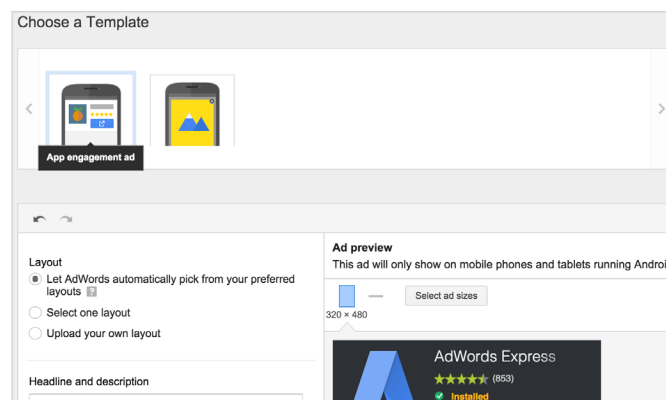 Choose a Template
App engagement ad
Layout
Let AdWords automatically pick from your preferred
layouts ?
Select one layout
Upload your own layout
Headline and description
Ad preview
This ad will only show on mobile phones and tablets running Androi
Select ad sizes
320 × 480
AdWords Express
(853)
Installed